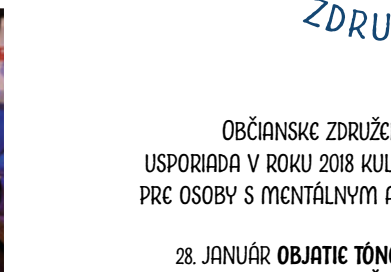 ZDRU
OBČIANSKE ZDRUŽE
USPORIADA V ROKU 2018 KUL
PRE OSOBY S MENTÁLNYM A
28. JANUÁR OBJATIE TÓN